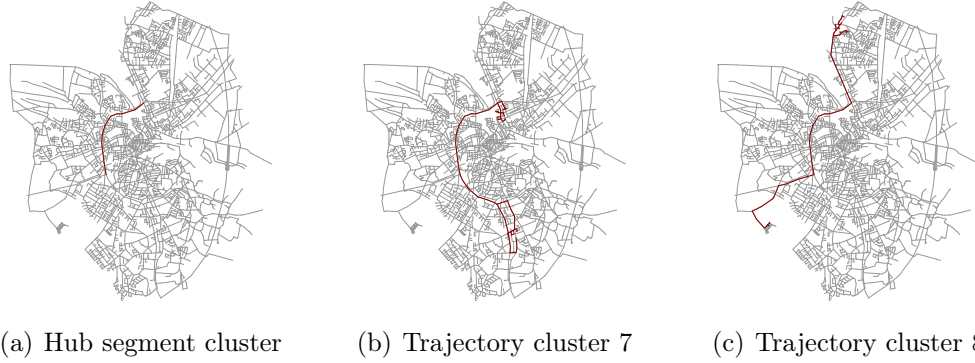 (a) Hub segment cluster
(b) Trajectory cluster 7
(c) Trajectory cluster